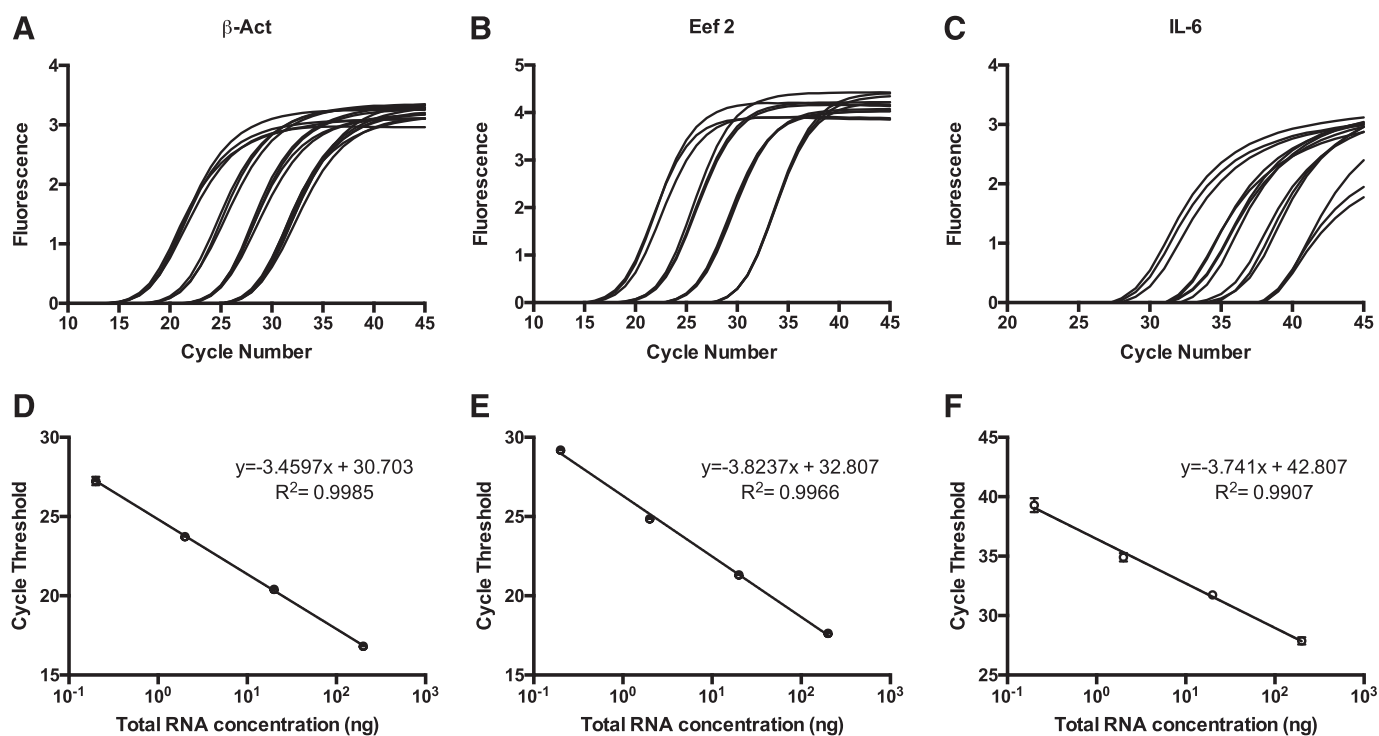 A
β-Act
4
3
2
1
0
Fluorescence
10 15 20 25 30 35 40 45
Cycle Number
B
Eef 2
5
4
3
2
1
0
Fluorescence
10 15 20 25 30 35 40 45
Cycle Number
C
IL-6
4
3
2
1
0
Fluorescence
20 25 30 35 40 45
Cycle Number
D
30
25
20
15
Cycle Threshold
y=-3.4597x + 30.703
R²= 0.9985
10⁻¹ 10⁰ 10¹ 10² 10³
Total RNA concentration (ng)
E
30
25
20
15
Cycle Threshold
y=-3.8237x + 32.807
R²= 0.9966
10⁻¹ 10⁰ 10¹ 10² 10³
Total RNA concentration (ng)
F
45
40
35
30
25
Cycle Threshold
y=-3.741x + 42.807
R²= 0.9907
10⁻¹ 10⁰ 10¹ 10² 10³
Total RNA concentration (ng)